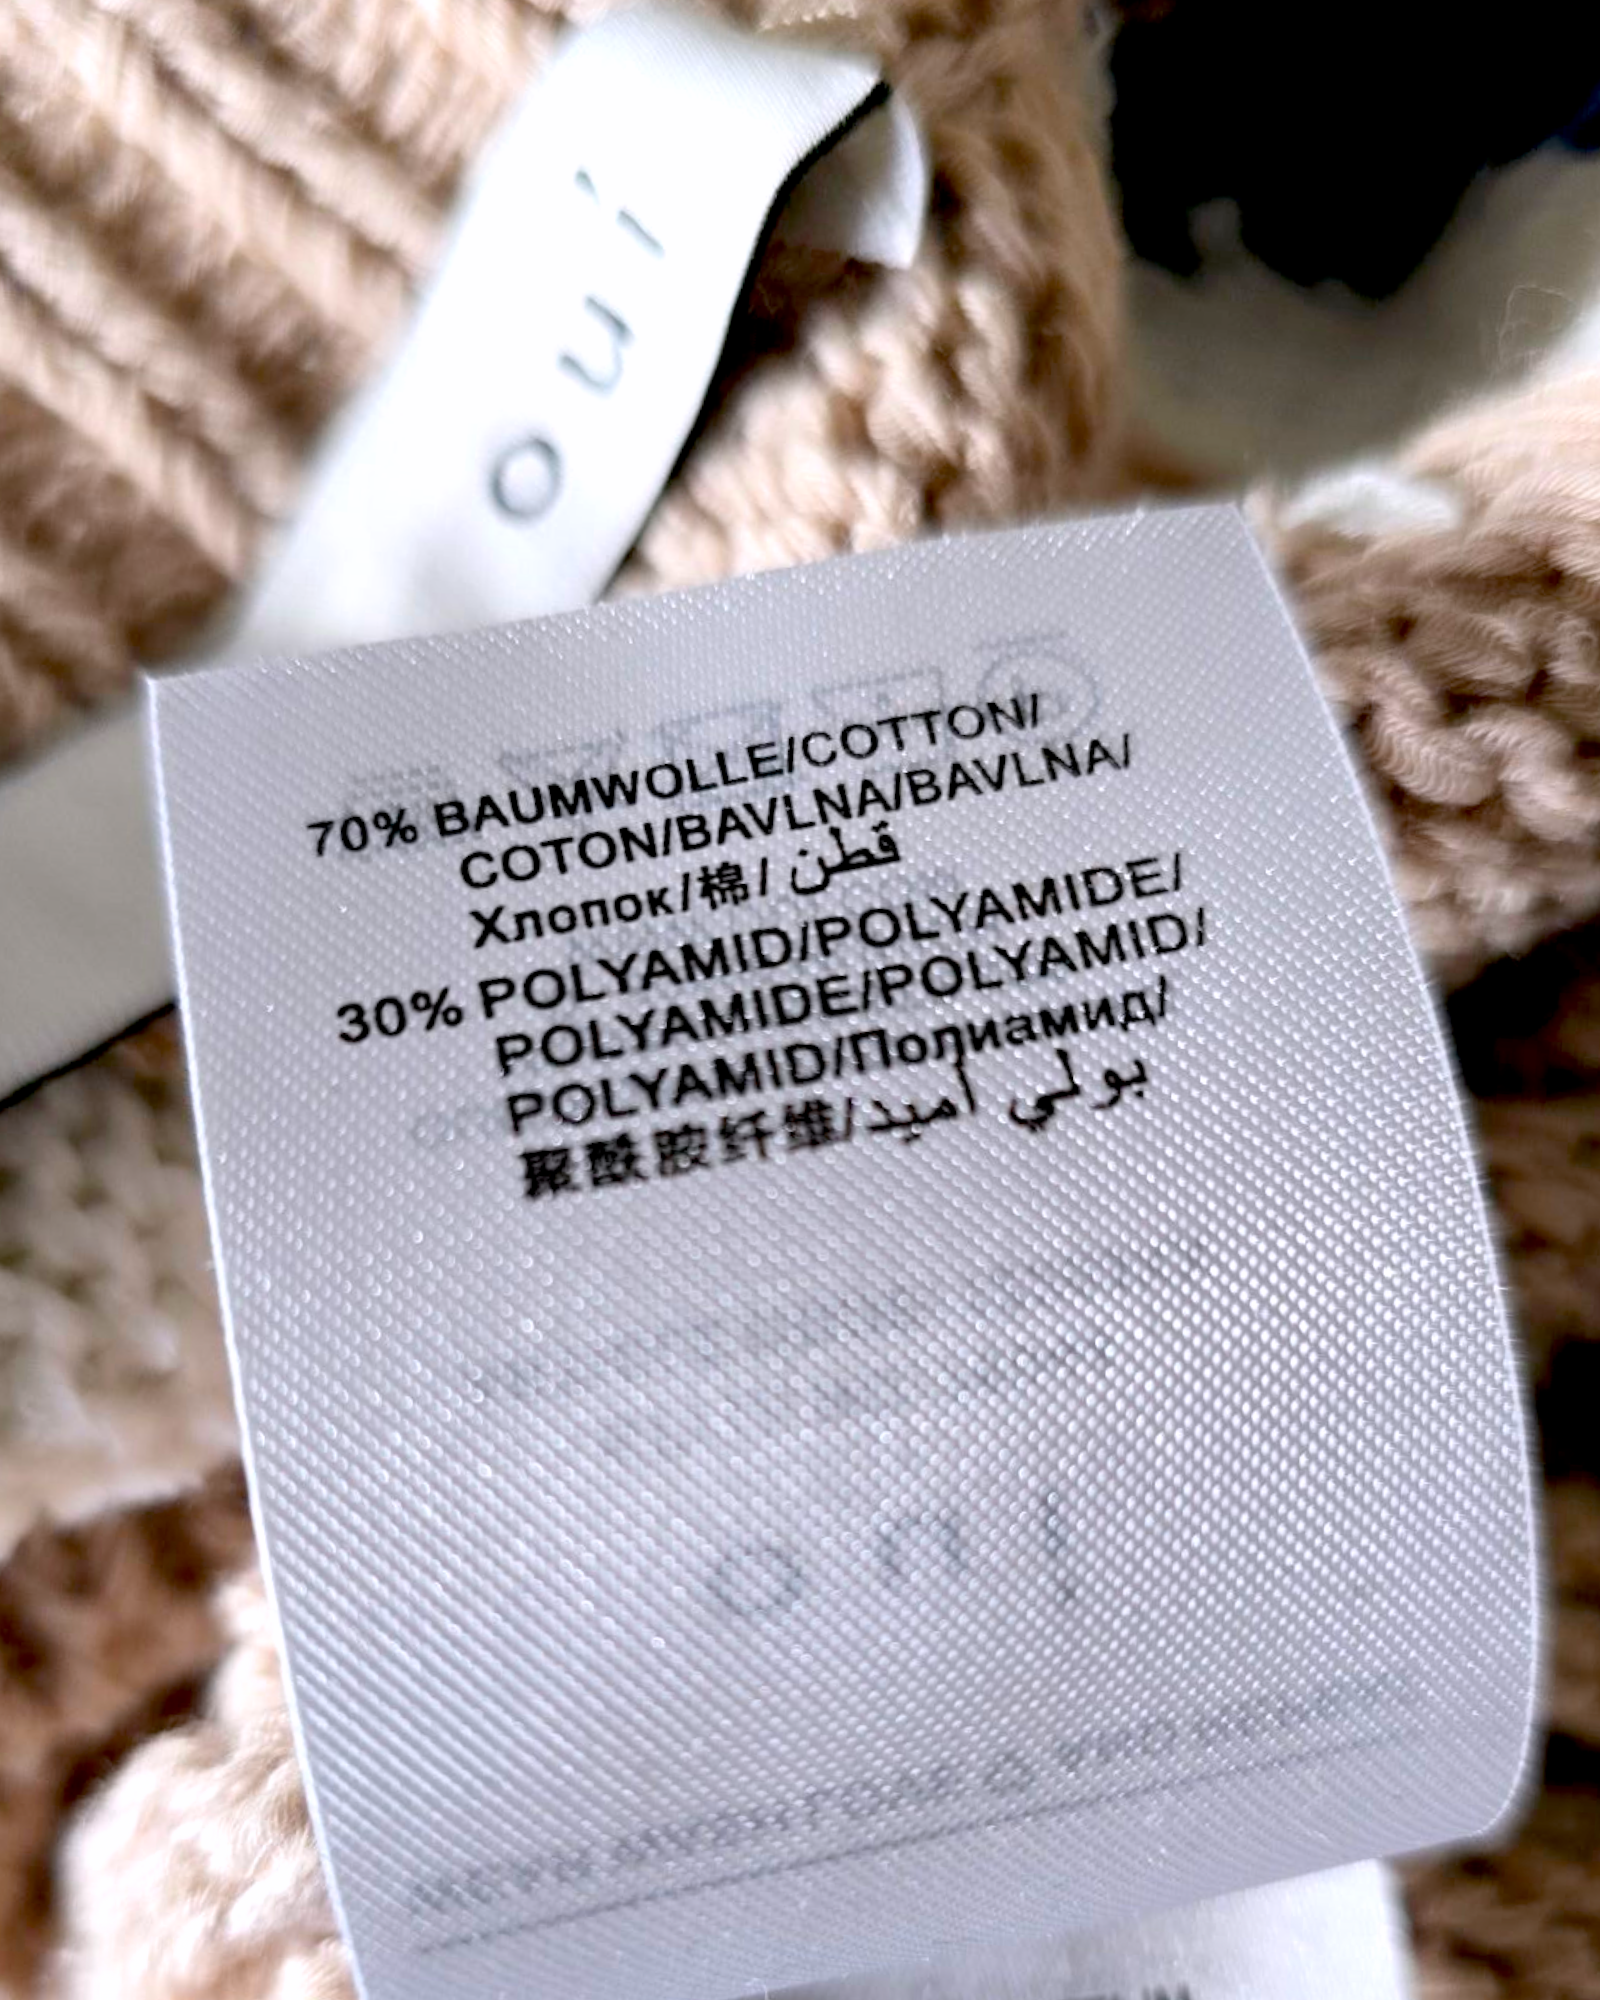 oui
70% BAUMWOLLE/COTTON/
COTON/BAVLNA/BAVLNA/
Хлопок/棉/ قطن
30% POLYAMID/POLYAMIDE/
POLYAMIDE/POLYAMID/
POLYAMID/Полиамид/
聚酰胺纤维/بولي أميد
oui